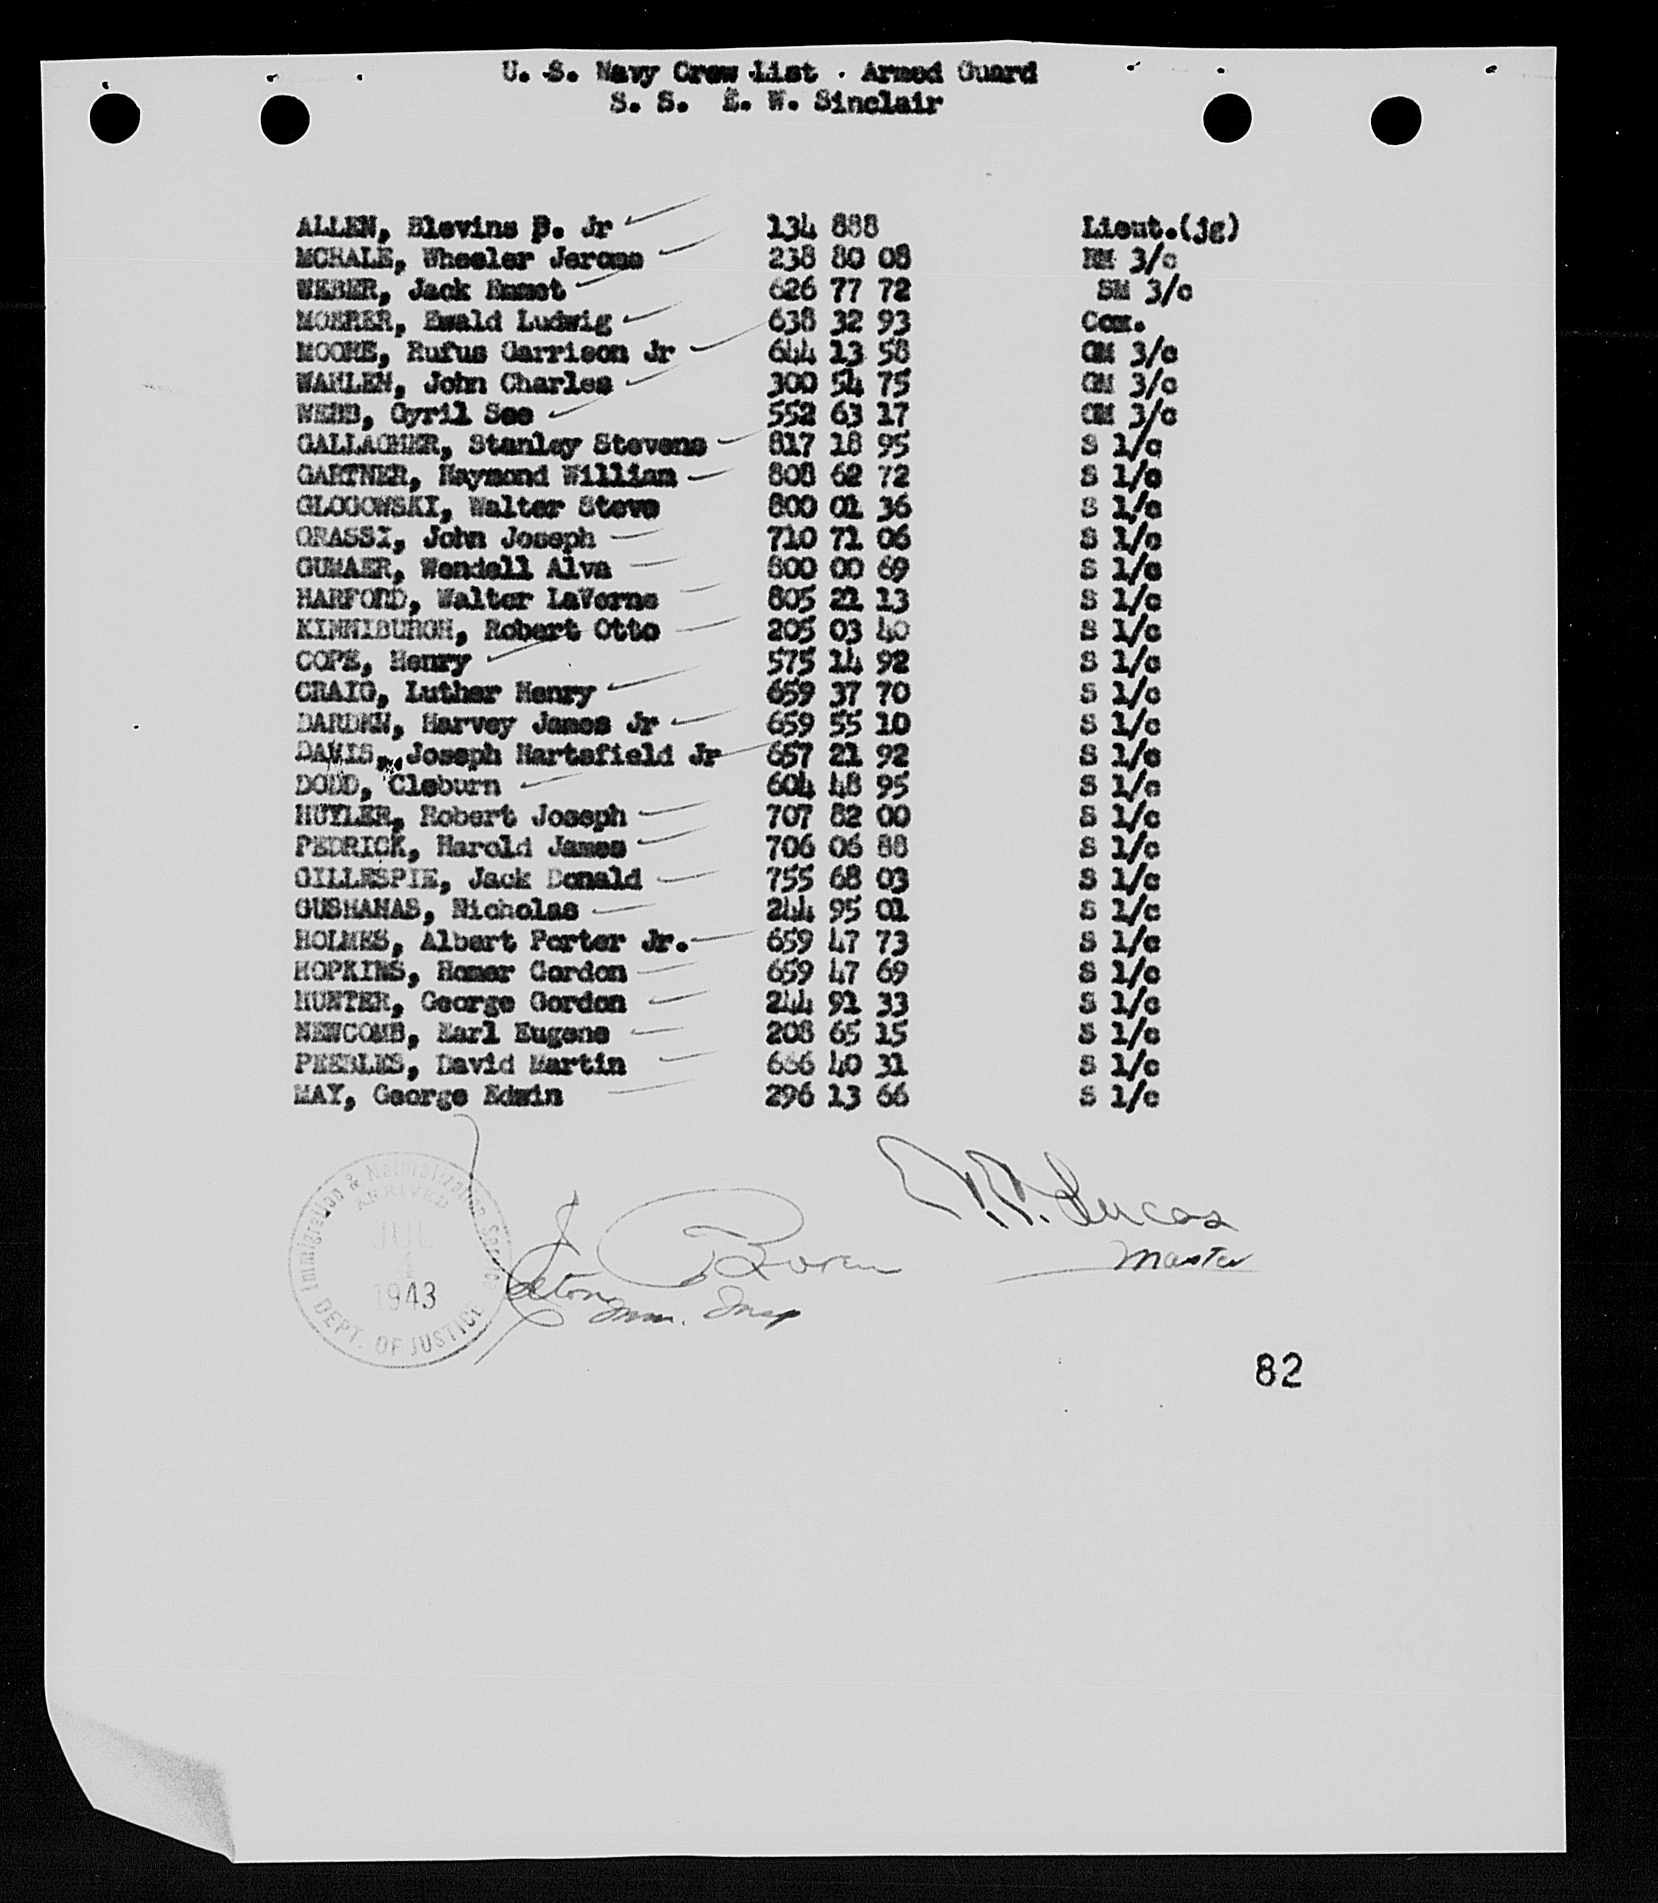 U. S. Navy Crew List . Armed Guard
S. S. E. W. Sinclair
ALLEN, Blevins B. Jr 134 888 Lieut.(jg)
MCHALE, Wheeler Jerome 238 80 08 RM 3/c
WEBER, Jack Emmet 626 77 72 SM 3/c
MOERER, Ewald Ludwig 638 32 93 Cox.
MOORE, Rufus Garrison Jr 644 13 58 GM 3/c
WAHLEN, John Charles 300 54 75 GM 3/c
WEBB, Cyril See 552 63 17 GM 3/c
GALLAGHER, Stanley Stevens 817 18 95 S 1/c
GARTNER, Raymond William 808 62 72 S 1/c
GLOGOWSKI, Walter Steve 800 01 36 S 1/c
GRASSI, John Joseph 710 71 06 S 1/c
GUMAER, Wendell Alva 800 00 69 S 1/c
HARFORD, Walter LaVerne 805 21 13 S 1/c
KINNIBURGH, Robert Otto 205 03 40 S 1/c
COPE, Henry 575 14 92 S 1/c
CRAIG, Luther Henry 659 37 70 S 1/c
DARDEN, Harvey James Jr 659 55 10 S 1/c
DAVIS, Joseph Hartsfield Jr 657 21 92 S 1/c
DODD, Cleburn 604 48 95 S 1/c
HUYLER, Robert Joseph 707 82 00 S 1/c
PEDRICK, Harold James 706 06 88 S 1/c
GILLESPIE, Jack Donald 755 68 03 S 1/c
GUSHANAS, Nicholas 244 95 01 S 1/c
HOLMES, Albert Porter Jr. 659 47 73 S 1/c
HOPKINS, Homer Gordon 659 47 69 S 1/c
HUNTER, George Gordon 244 91 33 S 1/c
NEWCOMB, Earl Eugene 208 65 15 S 1/c
PEEBLES, David Martin 656 40 31 S 1/c
MAY, George Edwin 296 13 66 S 1/c
Immigration & Naturalization Service
ARRIVED
JUL
4
1943
DEPT. OF JUSTICE
Lucas
Master
Imm. Insp
82